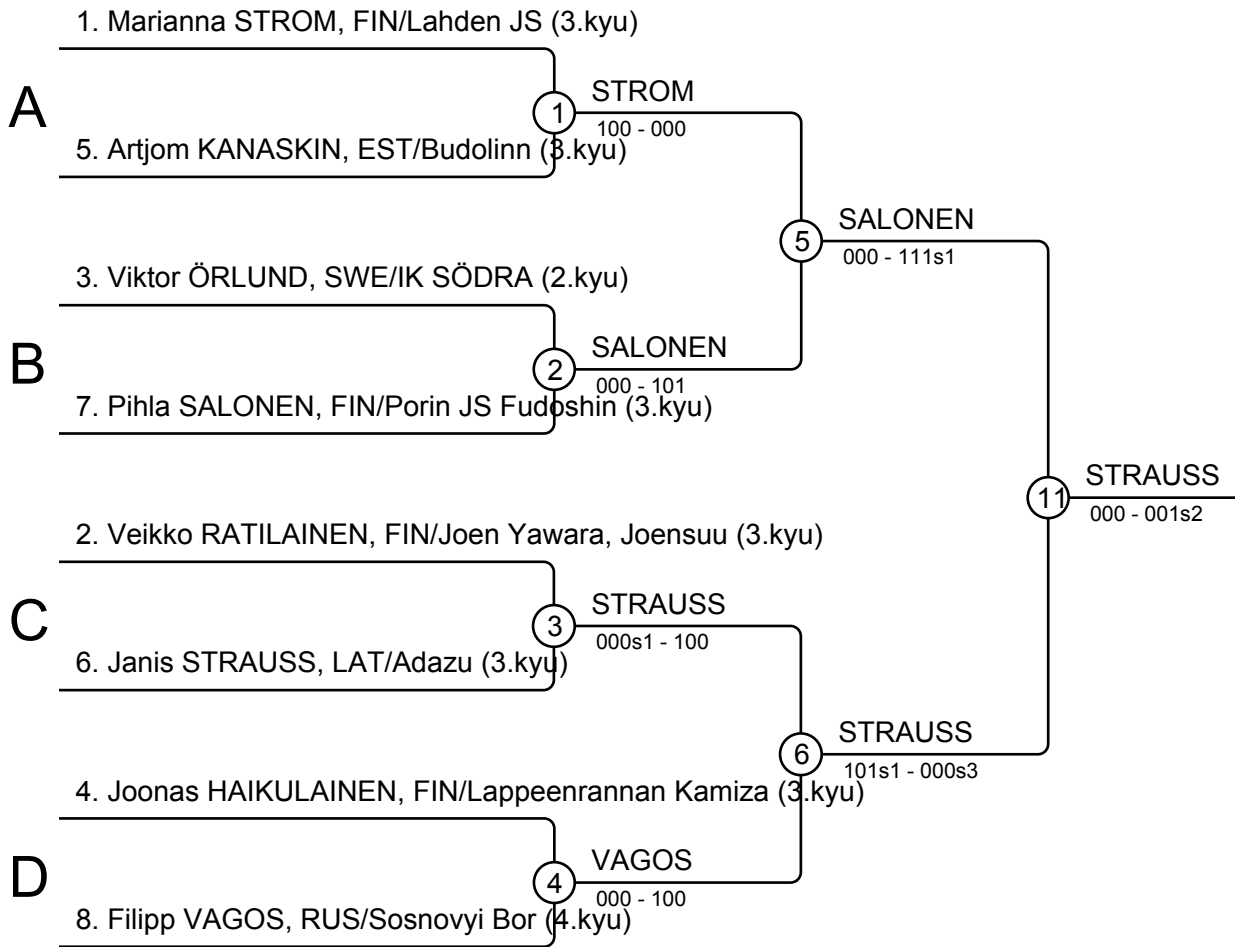 1. Marianna STROM, FIN/Lahden JS (3.kyu)
A
1
STROM
100 - 000
5. Artjom KANASKIN, EST/Budolinn (3.kyu)
5
SALONEN
000 - 111s1
3. Viktor ÖRLUND, SWE/IK SÖDRA (2.kyu)
B
2
SALONEN
000 - 101
7. Pihla SALONEN, FIN/Porin JS Fudoshin (3.kyu)
11
STRAUSS
000 - 001s2
2. Veikko RATILAINEN, FIN/Joen Yawara, Joensuu (3.kyu)
C
3
STRAUSS
000s1 - 100
6. Janis STRAUSS, LAT/Adazu (3.kyu)
6
STRAUSS
101s1 - 000s3
4. Joonas HAIKULAINEN, FIN/Lappeenrannan Kamiza (3.kyu)
D
4
VAGOS
000 - 100
8. Filipp VAGOS, RUS/Sosnovyi Bor (4.kyu)